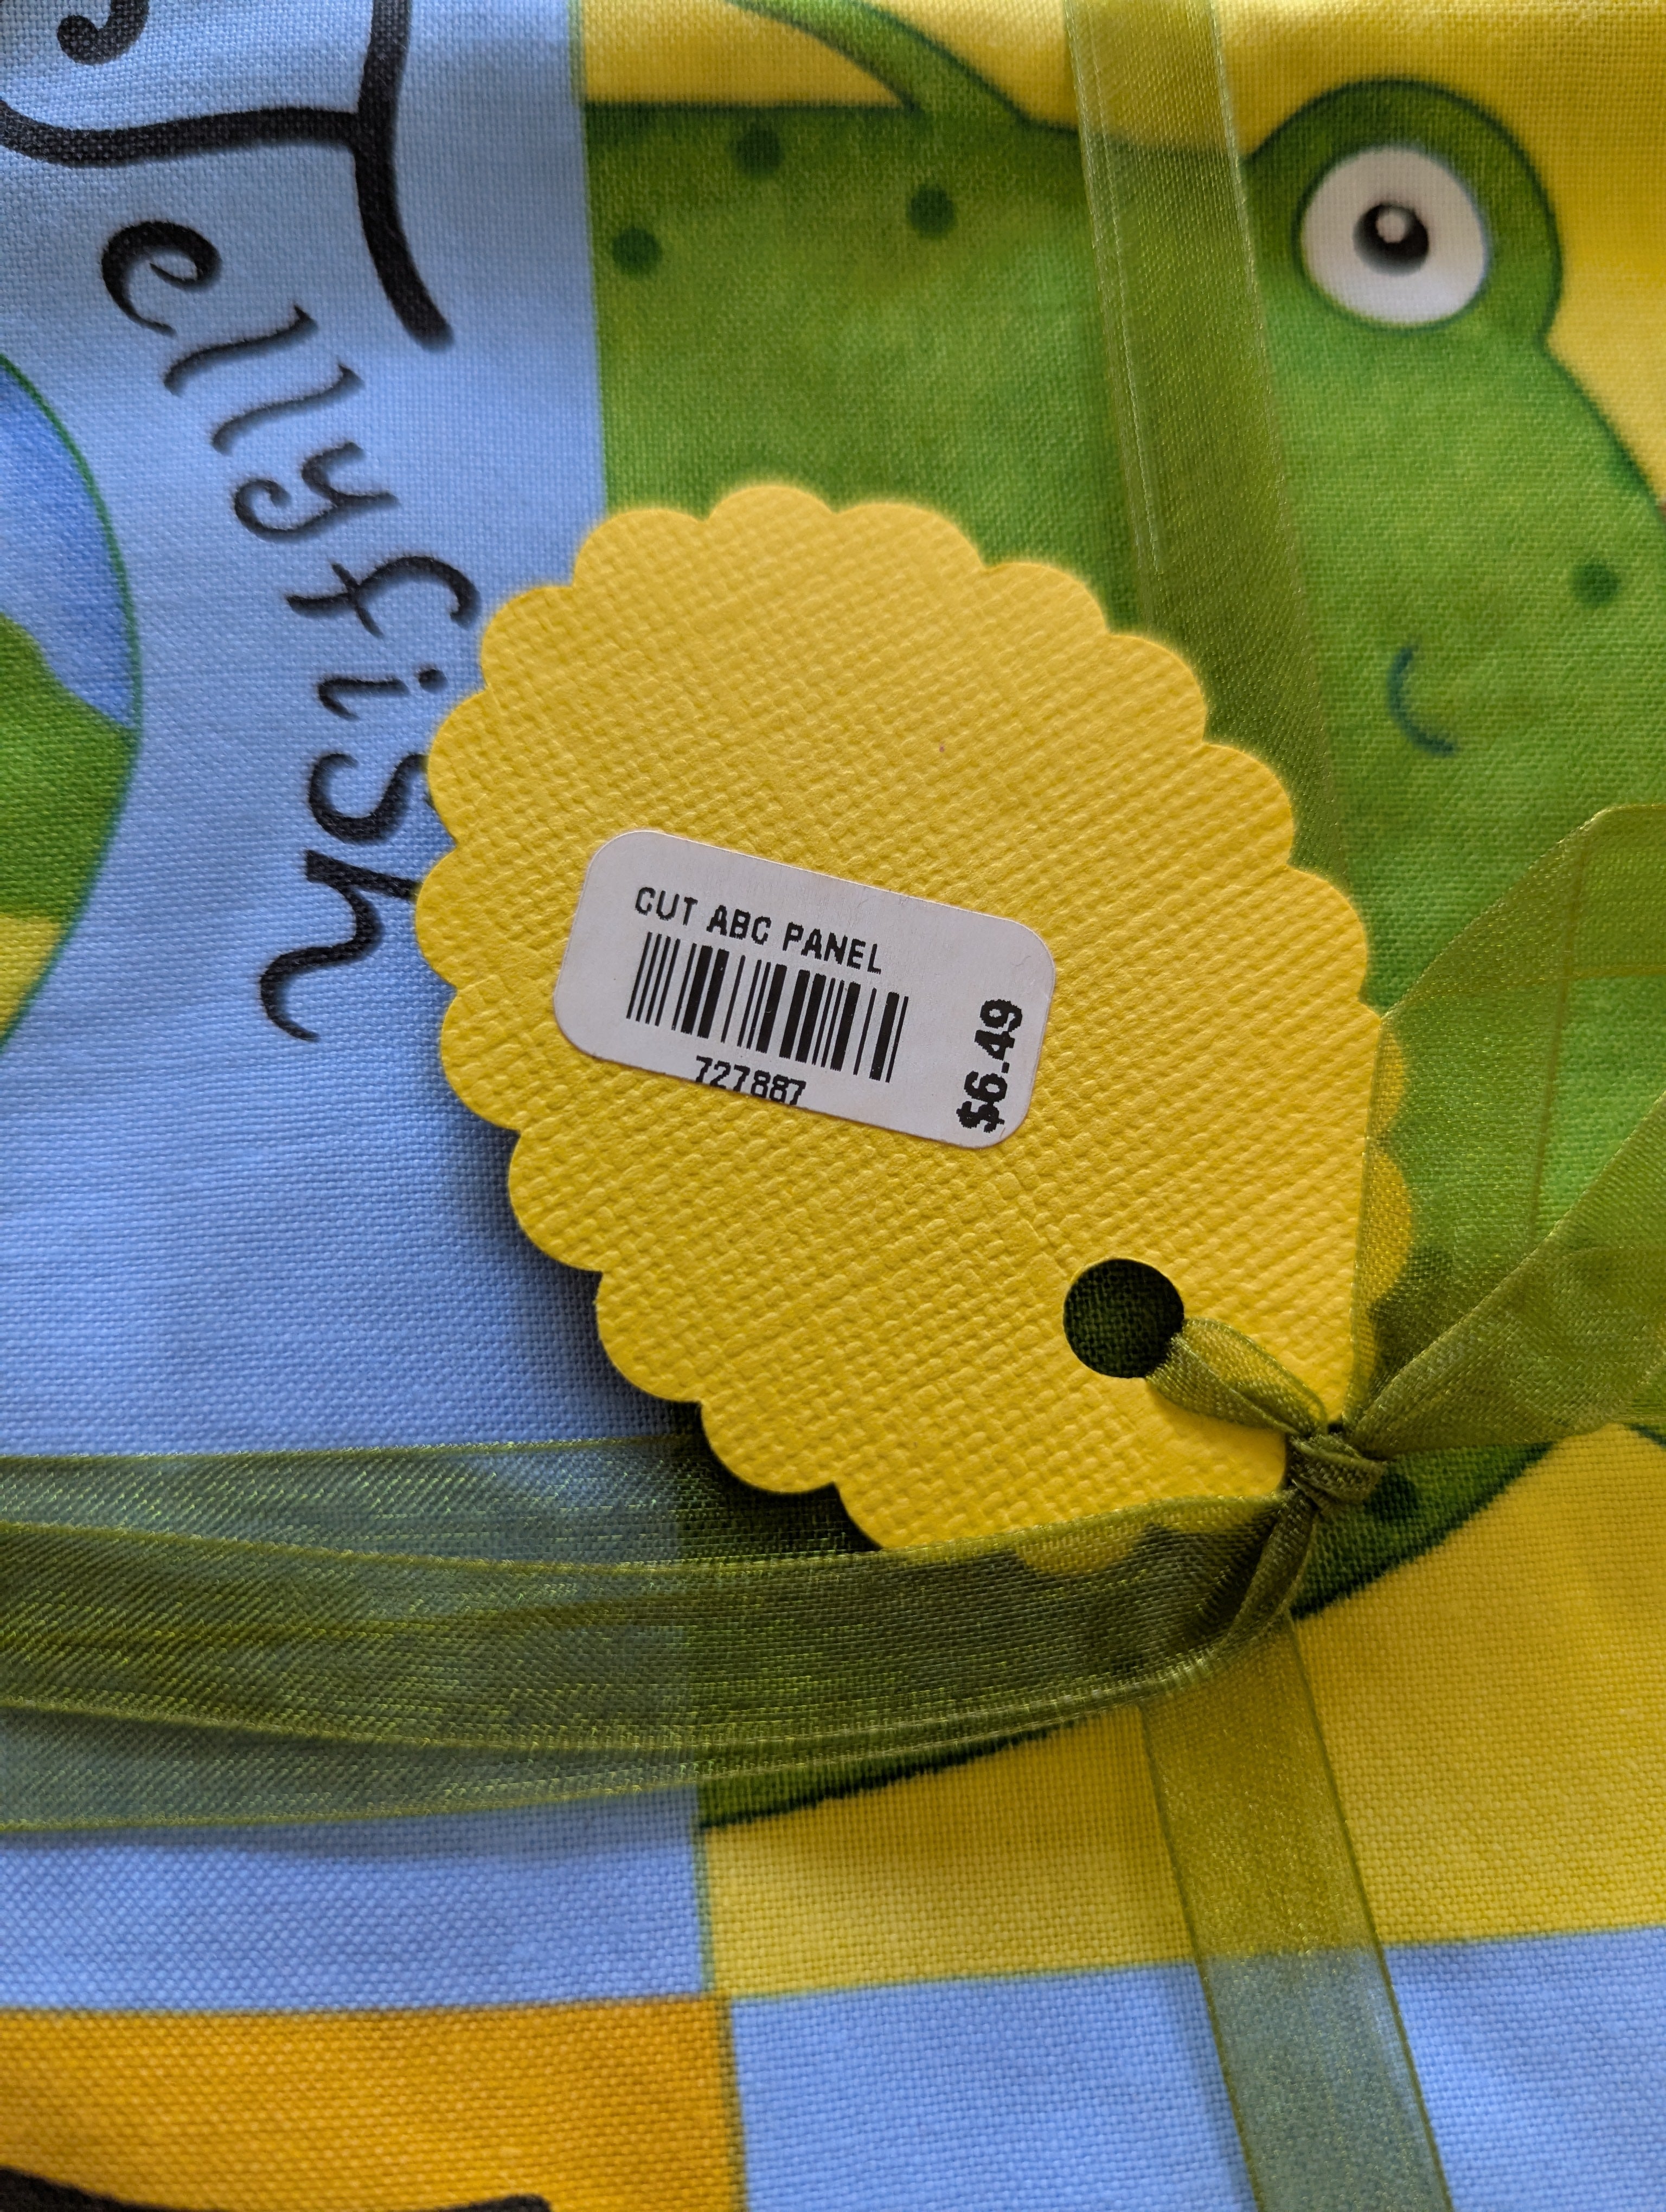 Jellyfish
CUT ABC PANEL
727887
$6.49